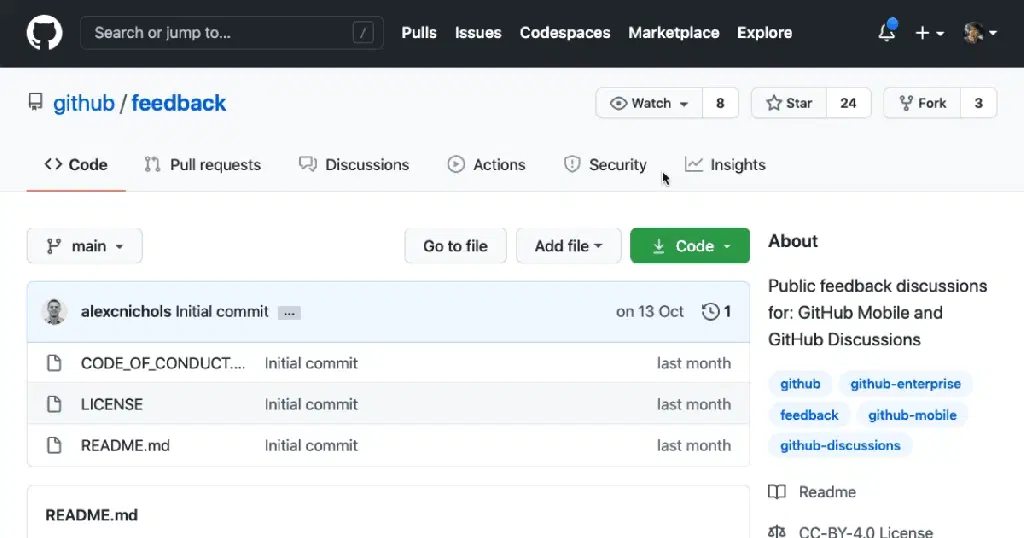 Search or jump to... /
Pulls Issues Codespaces Marketplace Explore
github / feedback
Watch 8 Star 24 Fork 3
Code Pull requests Discussions Actions Security Insights
main Go to file Add file Code
alexcnichols Initial commit ... on 13 Oct 1
CODE_OF_CONDUCT.... Initial commit last month
LICENSE Initial commit last month
README.md Initial commit last month
README.md
About
Public feedback discussions
for: GitHub Mobile and
GitHub Discussions
github github-enterprise
feedback github-mobile
github-discussions
Readme
CC-BY-4.0 License